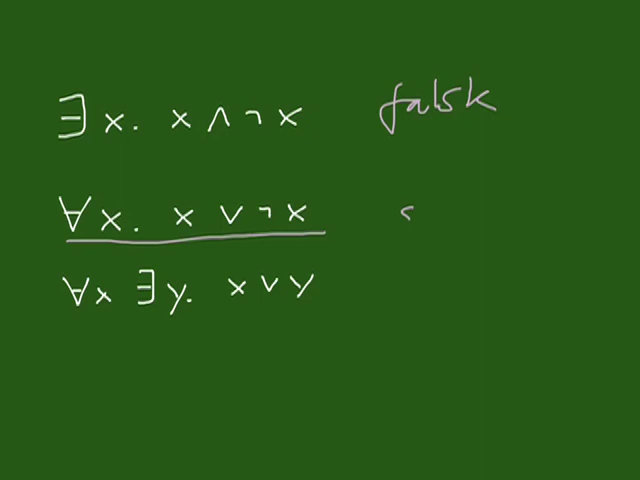 ∃x. x ∧ ¬x falsk
∀x. x ∨ ¬x
∀x ∃y. x ∨ y